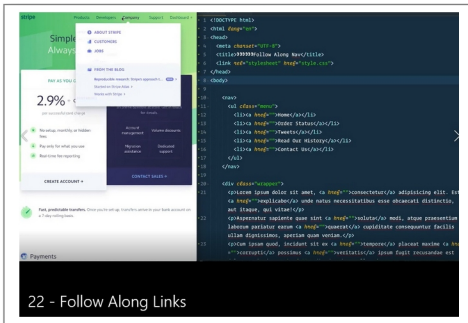 stripe
Products Developers Company Support Dashboard
ABOUT STRIPE
CUSTOMERS
JOBS
FROM THE BLOG
Simple
Always
PAY AS YOU
2.9%
No setup, monthly, or hidden
fees
Pay only for what you use
Real-time reporting
Account
management
Volume discounts
Migration
assistance
Dedicated
support
CREATE ACCOUNT
CONTACT SALES
Fast, predictable transfers.
Payments
1 <!DOCTYPE html>
2 <html lang="en">
3 <head>
4 <meta charset="UTF-8">
5 Follow Along Nav</title>
6 <link rel="stylesheet" href="style.css">
7 </head>
8 <body>
9
10 <nav>
11 <ul class="menu">
12 <li><a href="">Home</a></li>
13 <li><a href="">Order Status</a></li>
14 <li><a href="">Tweets</a></li>
15 <li><a href="">Read Our History</a></li>
16 <li><a href="">Contact Us</a></li>
17 </ul>
18 </nav>
19
20 <div class="wrapper">
21 <p>Lorem ipsum dolor sit amet, <a href="">consectetur</a> adipisicing elit. Est
<a href="">explicabo</a> unde natus necessitatibus esse obcaecati distinctio,
aut itaque, qui vitae!</p>
22 <p>Aspernatur sapiente quae sint <a href="">soluta</a> modi, atque praesentium
laborum pariatur earum <a href="">quaerat</a> cupiditate consequuntur facilis
ullam dignissimos, aperiam quam veniam.</p>
23 <p>Cum ipsam quod, incidunt sit ex <a href="">tempore</a> placeat maxime <a
href="">corrupti</a> possimus <a href="">veritatis</a> ipsum fugit recusandae est
22 - Follow Along Links